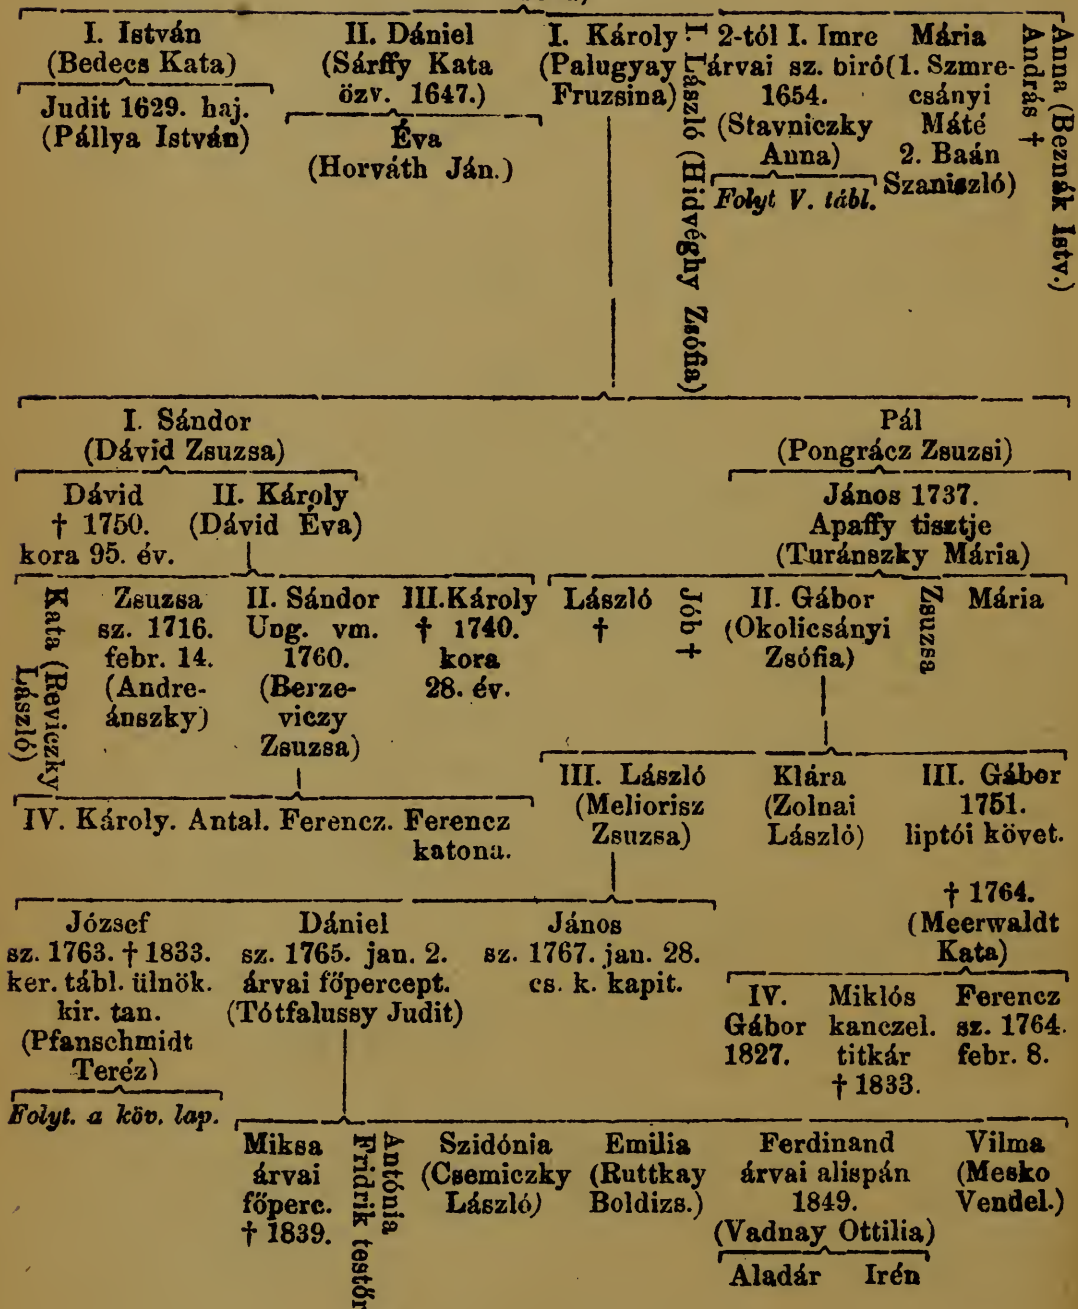 I. István
(Bedecs Kata)
Judit 1629. haj.
(Pállya István)
II. Dániel
(Sárffy Kata
özv. 1647.)
Éva
(Horváth Ján.)
I. Károly
(Palugyay
Fruzsina)
I. László (Hidvéghy Zsófia)
2-tól I. Imre
árvai sz. biró
1654.
(Stavniczky
Anna)
Folyt V. tábl.
Mária
(1. Szmre-
csányi
Máté
2. Baán
Szaniszló)
András †
Anna (Beznák Istv.)
I. Sándor
(Dávid Zsuzsa)
Pál
(Pongrácz Zsuzsi)
Dávid
† 1750.
kora 95. év.
II. Károly
(Dávid Éva)
János 1737.
Apaffy tisztje
(Turánszky Mária)
Kata (Reviczky
László)
Zsuzsa
sz. 1716.
febr. 14.
(Andre-
ánszky)
II. Sándor
Ung. vm.
1760.
(Berze-
viczy
Zsuzsa)
III.Károly
† 1740.
kora
28. év.
László
†
Jób †
II. Gábor
(Okolicsányi
Zsófia)
Zsuzsa
Mária
IV. Károly. Antal. Ferencz. Ferencz
katona.
III. László
(Meliorisz
Zsuzsa)
Klára
(Zolnai
László)
III. Gábor
1751.
liptói követ.
† 1764.
(Meerwaldt
Kata)
József
sz. 1763. † 1833.
ker. tábl. ülnök.
kir. tan.
(Pfanschmidt
Teréz)
Folyt. a köv. lap.
Dániel
sz. 1765. jan. 2.
árvai főpercept.
(Tótfalussy Judit)
János
sz. 1767. jan. 28.
cs. k. kapit.
IV.
Gábor
1827.
Miklós
kanczel.
titkár
† 1833.
Ferencz
sz. 1764.
febr. 8.
Miksa
árvai
főperc.
† 1839.
Antónia
Fridrik testőr
Szidónia
(Csemiczky
László)
Emilia
(Ruttkay
Boldizs.)
Ferdinand
árvai alispán
1849.
(Vadnay Ottilia)
Aladár Irén
Vilma
(Mesko
Vendel.)